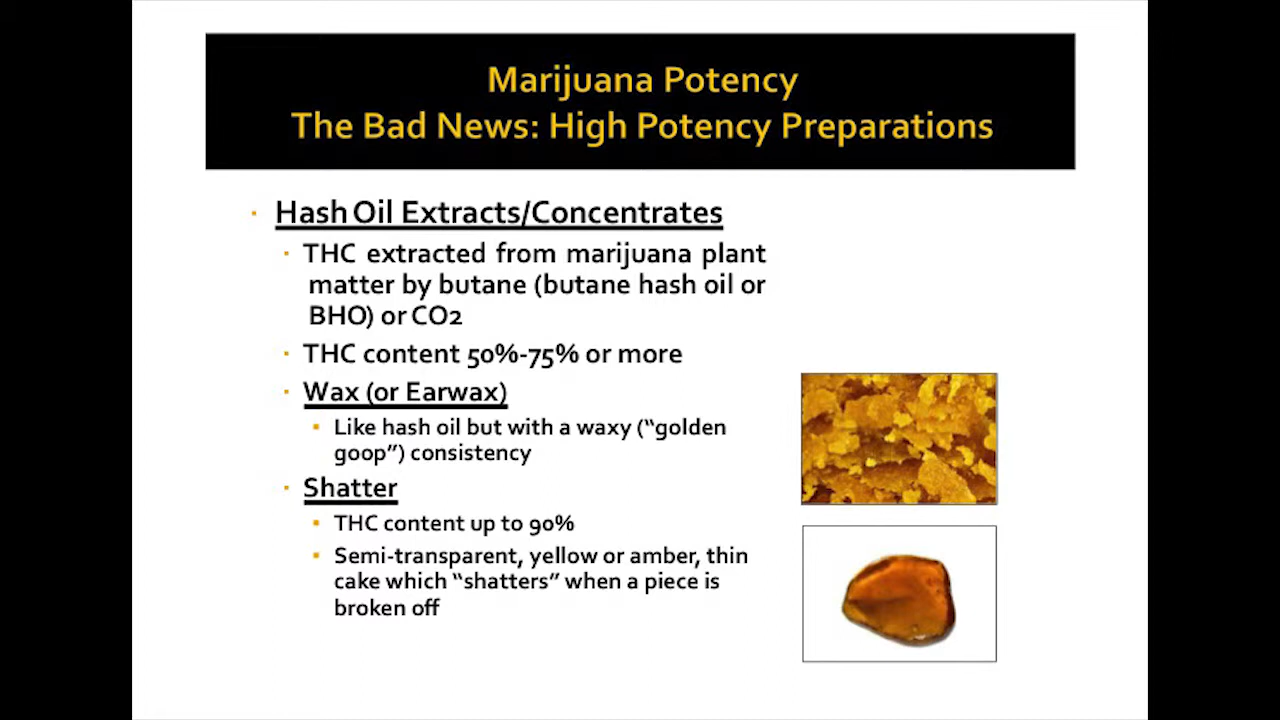 Marijuana Potency
The Bad News: High Potency Preparations
· Hash Oil Extracts/Concentrates
· THC extracted from marijuana plant
matter by butane (butane hash oil or
BHO) or CO2
· THC content 50%-75% or more
· Wax (or Earwax)
▪ Like hash oil but with a waxy (“golden
goop”) consistency
· Shatter
▪ THC content up to 90%
▪ Semi-transparent, yellow or amber, thin
cake which “shatters” when a piece is
broken off